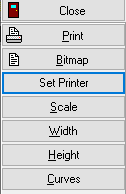 Close
Print
Bitmap
Set Printer
Scale
Width
Height
Curves